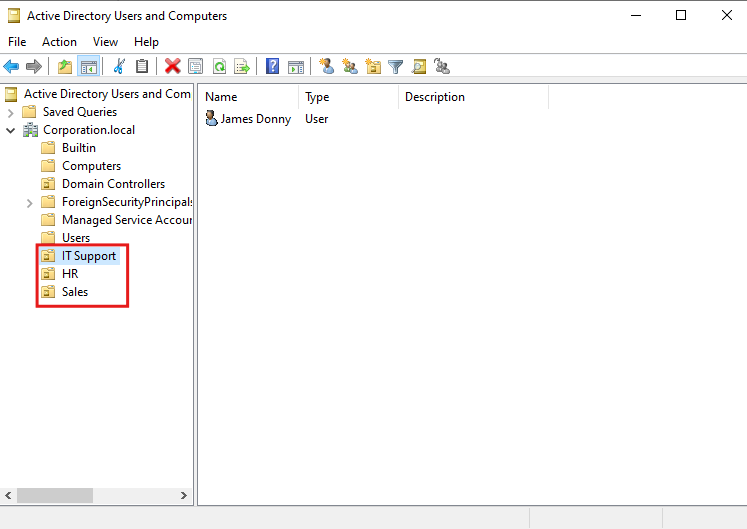 Active Directory Users and Computers
File Action View Help
Active Directory Users and Com
Saved Queries
Corporation.local
Builtin
Computers
Domain Controllers
ForeignSecurityPrincipals
Managed Service Accour
Users
IT Support
HR
Sales
Name Type Description
James Donny User